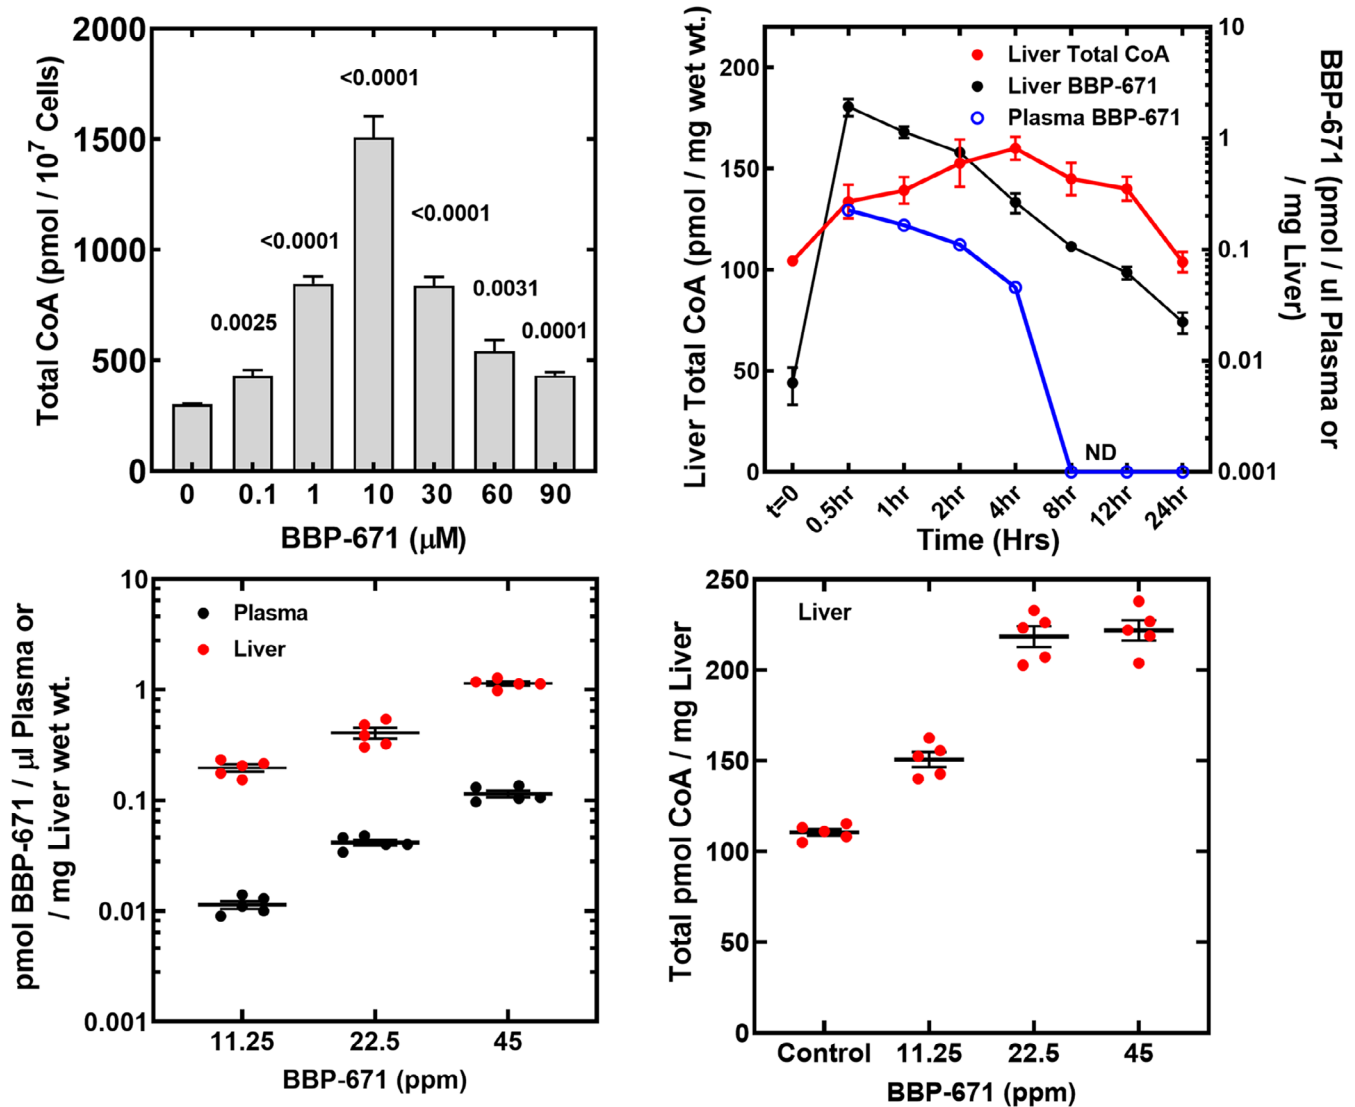 Total CoA (pmol / 10⁷ Cells)
2000
1500
1000
500
0
0.0025
<0.0001
<0.0001
<0.0001
0.0031
0.0001
0 0.1 1 10 30 60 90
BBP-671 (μM)
Liver Total CoA (pmol / mg wet wt.)
200
150
100
50
0
Liver Total CoA
Liver BBP-671
Plasma BBP-671
ND
10
1
0.1
0.01
0.001
BBP-671 (pmol / ul Plasma or
/ mg Liver)
t=0 0.5hr 1hr 2hr 4hr 8hr 12hr 24hr
Time (Hrs)
pmol BBP-671 / μl Plasma or
/ mg Liver wet wt.
10
1
0.1
0.01
0.001
Plasma
Liver
11.25 22.5 45
BBP-671 (ppm)
Total pmol CoA / mg Liver
250
200
150
100
50
0
Liver
Control 11.25 22.5 45
BBP-671 (ppm)